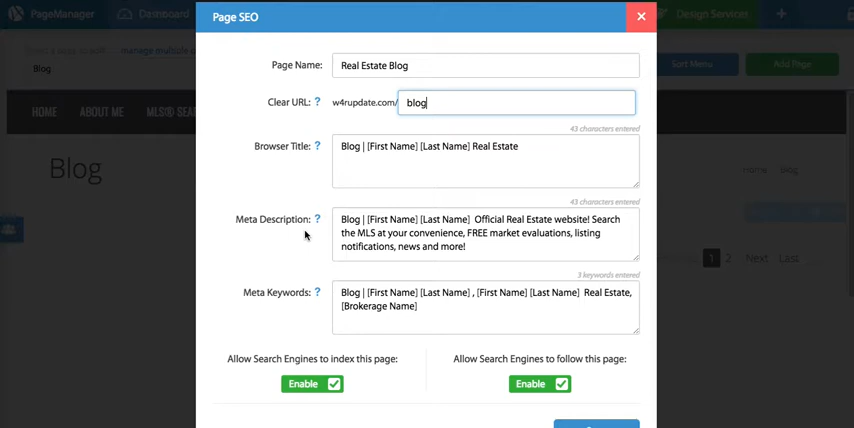 PageManager
Dashboard
Page SEO
Design Services
manage multiple
Blog
Sort Menu
Add Page
Page Name:
Real Estate Blog
Clear URL: ?
w4rupdate.com/
blog
43 characters entered
Browser Title: ?
Blog | [First Name] [Last Name] Real Estate
43 characters entered
Meta Description: ?
Blog | [First Name] [Last Name] Official Real Estate website! Search
the MLS at your convenience, FREE market evaluations, listing
notifications, news and more!
3 keywords entered
Meta Keywords: ?
Blog | [First Name] [Last Name] , [First Name] [Last Name] Real Estate,
[Brokerage Name]
Allow Search Engines to index this page:
Allow Search Engines to follow this page:
Enable
Enable
HOME
ABOUT ME
MLS® SEA
Blog
home
blog
1
2
Next
Last